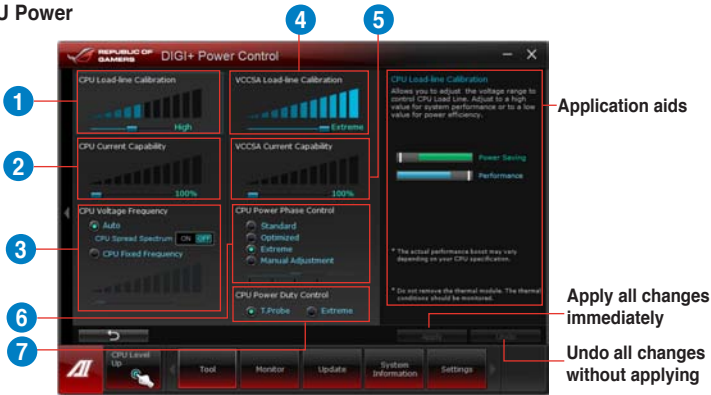 U Power
4
5
REPUBLIC OF
GAMERS
DIGI+ Power Control
1
CPU Load-line Calibration
High
VCCSA Load-line Calibration
Extreme
CPU Load-line Calibration
Allows you to adjust the voltage range to
control CPU Load Line. Adjust to a high
value for system performance or to a low
value for power efficiency.
Power Saving
Performance
* The actual performance boost may vary
depending on your CPU specification.
* Do not remove the thermal module. The thermal
conditions should be monitored.
Application aids
2
CPU Current Capability
100%
VCCSA Current Capability
100%
3
CPU Voltage Frequency
Auto
CPU Spread Spectrum ON OFF
CPU Fixed Frequency
CPU Power Phase Control
Standard
Optimized
Extreme
Manual Adjustment
6
CPU Power Duty Control
T.Probe Extreme
7
Apply
Undo
Apply all changes
immediately
Undo all changes
without applying
CPU Level
Up
Tool
Monitor
Update
System
Information
Settings